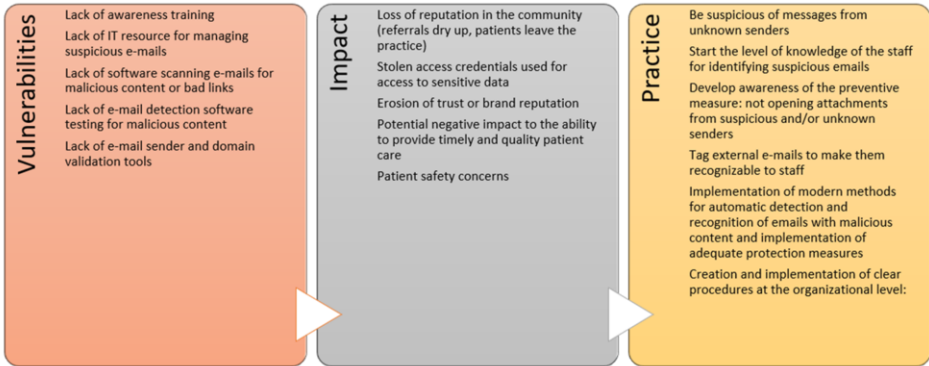 Vulnerabilities
Lack of awareness training
Lack of IT resource for managing
suspicious e-mails
Lack of software scanning e-mails for
malicious content or bad links
Lack of e-mail detection software
testing for malicious content
Lack of e-mail sender and domain
validation tools
Impact
Loss of reputation in the community
(referrals dry up, patients leave the
practice)
Stolen access credentials used for
access to sensitive data
Erosion of trust or brand reputation
Potential negative impact to the ability
to provide timely and quality patient
care
Patient safety concerns
Practice
Be suspicious of messages from
unknown senders
Start the level of knowledge of the staff
for identifying suspicious emails
Develop awareness of the preventive
measure: not opening attachments
from suspicious and/or unknown
senders
Tag external e-mails to make them
recognizable to staff
Implementation of modern methods
for automatic detection and
recognition of emails with malicious
content and implementation of
adequate protection measures
Creation and implementation of clear
procedures at the organizational level: